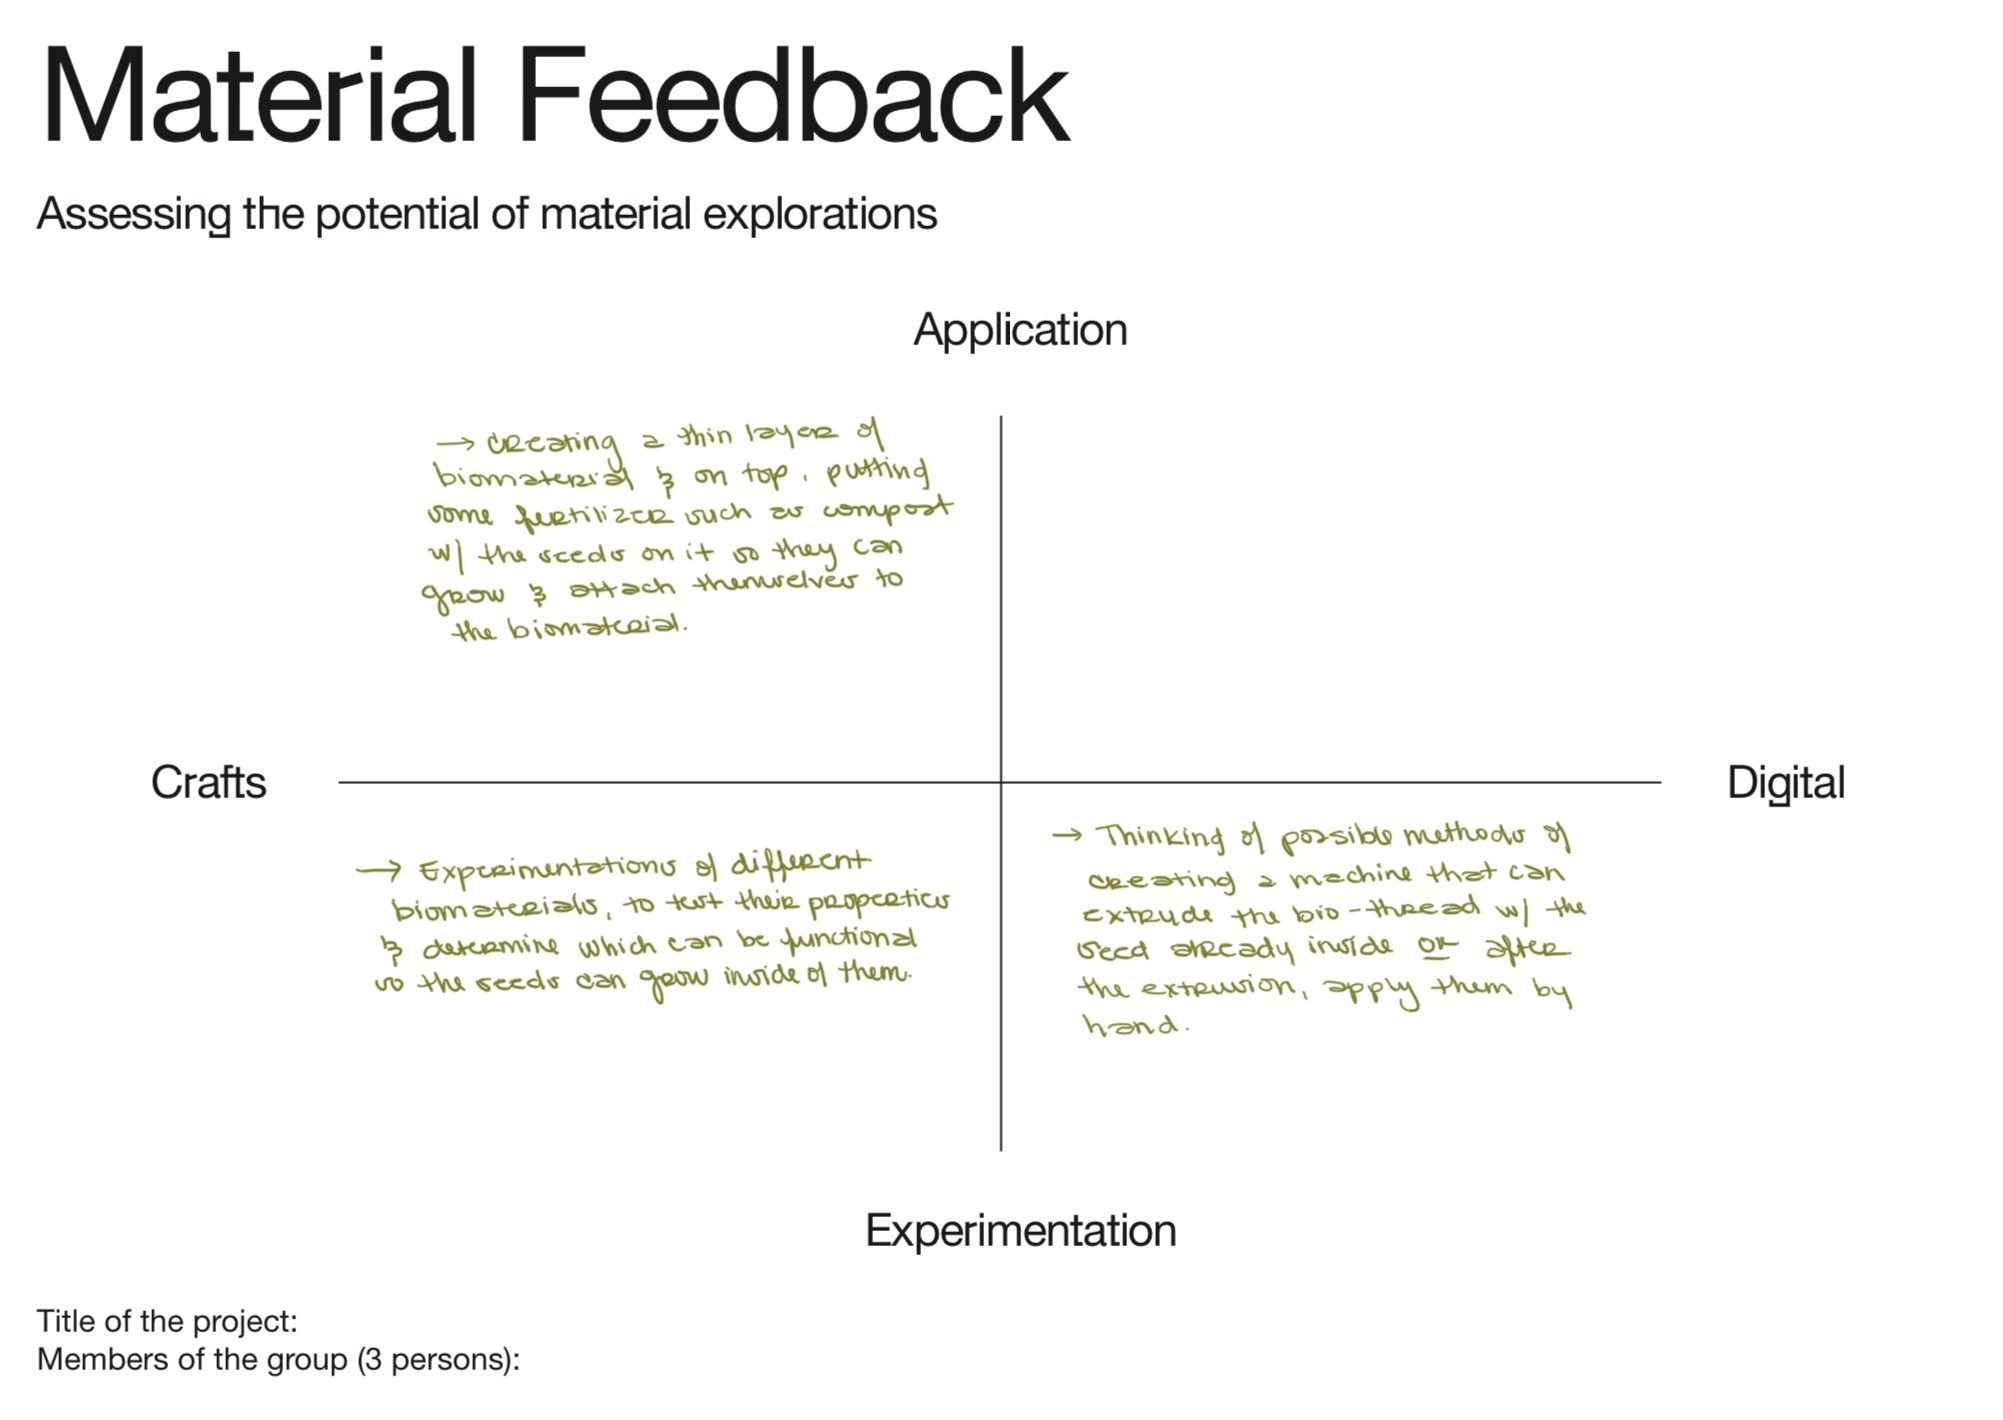 Material Feedback
Assessing the potential of material explorations
Application
→ Creating a thin layer of
biomaterial & on top, putting
some fertilizer such as compost
w/ the seeds on it so they can
grow & attach themselves to
the biomaterial.
Crafts
Digital
→ Experimentations of different
biomaterials, to test their properties
& determine which can be functional
so the seeds can grow inside of them.
→ Thinking of possible methods of
creating a machine that can
extrude the bio-thread w/ the
seed already inside or after
the extrusion, apply them by
hand.
Experimentation
Title of the project:
Members of the group (3 persons):